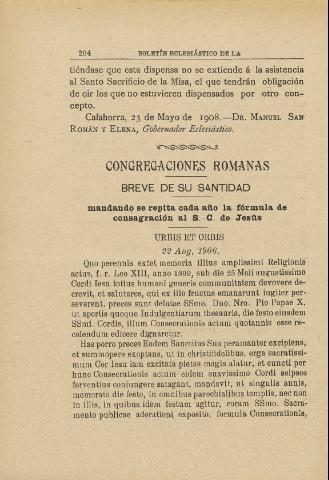 204 BOLETÍN ECLESIÁSTICO DE LA
tiéndase que esta dispensa no se extiende á la asistencia
al Santo Sacrificio de la Misa, el que tendrán obligación
de oir los que no estuvieren dispensados por otro con-
cepto.
Calahorra, 23 de Mayo de 1908.—DR. MANUEL SAN
ROMÁN Y ELENA, Gobernador Eclesiástico.
CONGREGACIONES ROMANAS
BREVE DE SU SANTIDAD
mandando se repita cada año la fórmula de
consagración al S. C. de Jesús
URBIS ET ORBIS
22 Aug, 1906.
Quo perennis extet memoria illius amplissimi Religionis
actus, f. r. Leo XIII, anno 1899, sub die 25 Maii augustissimo
Cordi Iesu totius humani generis communitatem devovere de-
crevit, et salutares, qui ex illo fructus emanarunt iugiter per-
severent, preces sunt delatae SSmo. Dno. Nro. Pio Papae X,
ut apertis quoque Indulgentiarum thesauris, die festo eiusdem
SSmi. Cordis, illum Consecrationis actum quotannis esse re-
colendum edicere dignaretur.
Has porro preces Eadem Sanctitas Sua peramanter excipiens,
et summopere exoptans, ut in christifidelibus, erga sacratissi-
mum Cor Iesu iam excitata pietas magis alatur, et cuncti per
hunc Consecrationis actum eidem suavissimo Cordi seipsos
ferventius coniungere satagant, mandavit, ut singulis annis,
memorato die festo, in omnibus parochialibus templis, nec non
in illis, in quibus idem festum agitur, coram SSmo. Sacra-
mento publicae adorationi exposito, formula Consecrationis,